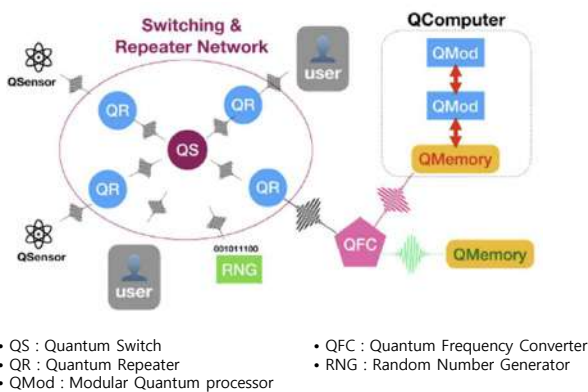 Switching &
Repeater Network
QComputer
QSensor
QR
QR
user
QS
QMod
QMod
QMemory
QR
QR
QSensor
user
001011100
RNG
QFC
QMemory
• QS : Quantum Switch
• QR : Quantum Repeater
• QMod : Modular Quantum processor
• QFC : Quantum Frequency Converter
• RNG : Random Number Generator